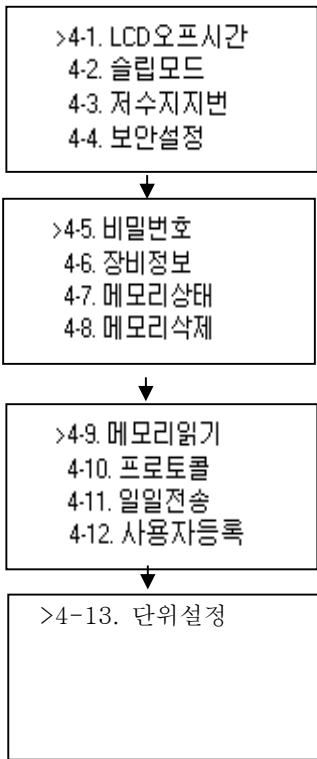 >4-1. LCD오프시간
4-2. 슬립모드
4-3. 저수지지번
4-4. 보안설정
>4-5. 비밀번호
4-6. 장비정보
4-7. 메모리상태
4-8. 메모리삭제
>4-9. 메모리읽기
4-10. 프로토콜
4-11. 일일전송
4-12. 사용자등록
>4-13. 단위설정